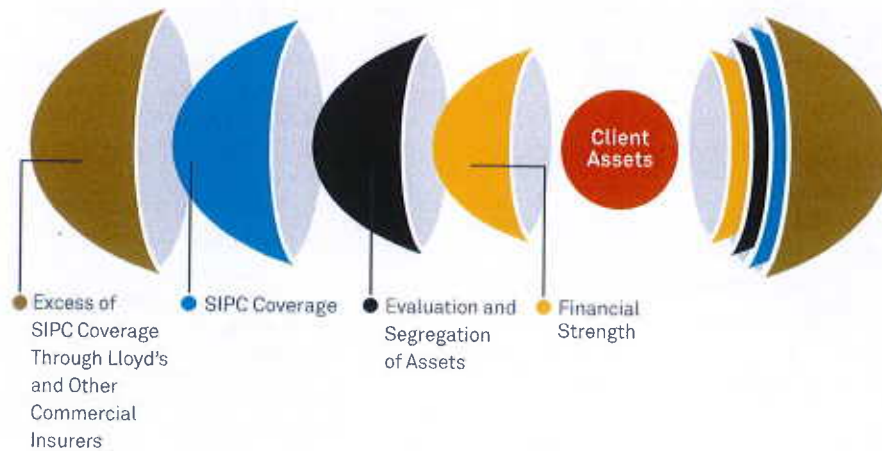 Client
Assets
Excess of
SIPC Coverage
Through Lloyd's
and Other
Commercial
Insurers
SIPC Coverage
Evaluation and
Segregation
of Assets
Financial
Strength